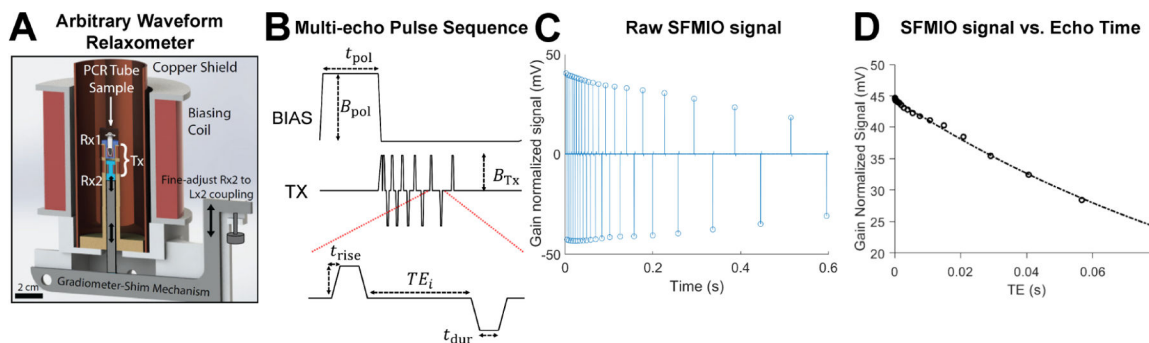 A Arbitrary Waveform
Relaxometer
PCR Tube
Sample
Copper Shield
Biasing
Coil
Rx1
Tx
Rx2
Fine-adjust Rx2 to
Lx2 coupling
Gradiometer-Shim Mechanism
2 cm
B Multi-echo Pulse Sequence
t_pol
B_pol
BIAS
B_Tx
TX
t_rise
TE_i
t_dur
C Raw SFMIO signal
Gain normalized signal (mV)
50
0
-50
0 0.2 0.4 0.6
Time (s)
D SFMIO signal vs. Echo Time
Gain Normalized Signal (mV)
50
45
40
35
30
25
20
0 0.02 0.04 0.06
TE (s)